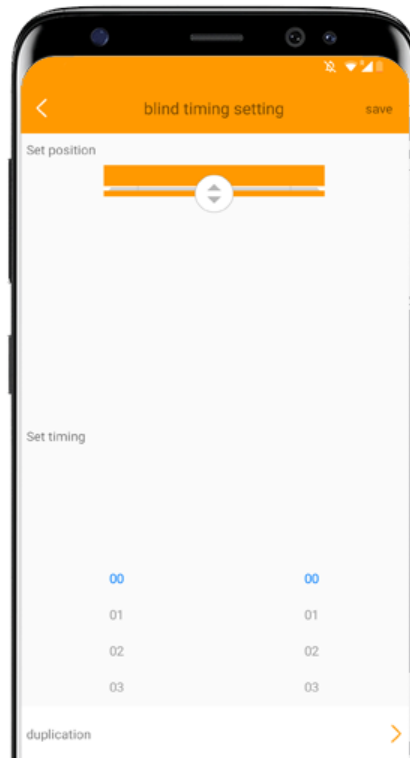 blind timing setting save
Set position
Set timing
00 00
01 01
02 02
03 03
duplication